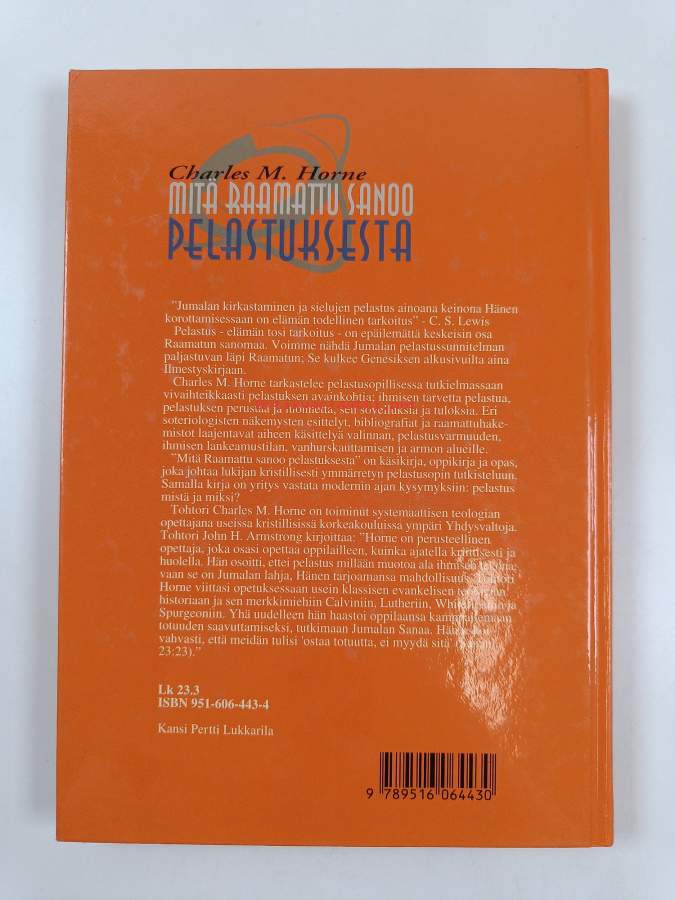 Charles M. Horne
MITÄ RAAMATTU SANOO
PELASTUKSESTA
"Jumalan kirkastaminen ja sielujen pelastus ainoana keinona Hänen
korottamisessaan on elämän todellinen tarkoitus" - C. S. Lewis
Pelastus - elämän tosi tarkoitus - on epäilemättä keskeisin osa
Raamatun sanomaa. Voimme nähdä Jumalan pelastussunnitelman
paljastuvan läpi Raamatun; Se kulkee Genesiksen alkusivuilta aina
Ilmestyskirjaan.
Charles M. Horne tarkastelee pelastusopillisessa tutkielmassaan
vivaihteikkaasti pelastuksen avainkohtia; ihmisen tarvetta pelastua,
pelastuksen perustaa ja luonnetta, sen sovelluksia ja tuloksia. Eri
soteriologisten näkemysten esittelyt, bibliografiat ja raamattuhake-
mistot laajentavat aiheen käsittelyä valinnan, pelastusvarmuuden,
ihmisen lankeamustilan, vanhurskauttamisen ja armon alueille.
"Mitä Raamattu sanoo pelastuksesta" on käsikirja, oppikirja ja opas,
joka johtaa lukijan kristillisesti ymmärretyn pelastusopin tutkisteluun.
Samalla kirja on yritys vastata modernin ajan kysymyksiin: pelastus
mistä ja miksi?
Tohtori Charles M. Horne on toiminut systemaattisen teologian
opettajana useissa kristillisissä korkeakouluissa ympäri Yhdysvaltoja.
Tohtori John H. Armstrong kirjoittaa: "Horne on perusteellinen
opettaja, joka osasi opettaa oppilailleen, kuinka ajatella kriittisesti ja
huolella. Hän osoitti, ettei pelastus millään muotoa ala ihmisen
vaan se on Jumalan lahja, Hänen tarjoamansa mahdollisuus. Tohtori
Horne viittasi opetuksessaan usein klassisen evankelisen teologian
historiaan ja sen merkkimiehiin Calviniin, Lutheriin, ja
Spurgeoniin. Yhä uudelleen hän haastoi oppilaansa kamppailemaan
totuuden saavuttamiseksi, tutkimaan Jumalan Sanaa. Hän
vahvasti, että meidän tulisi 'ostaa totuutta, ei myydä sitä'
23:23)."
Lk 23.3
ISBN 951-606-443-4
Kansi Pertti Lukkarila
9 789516 064430